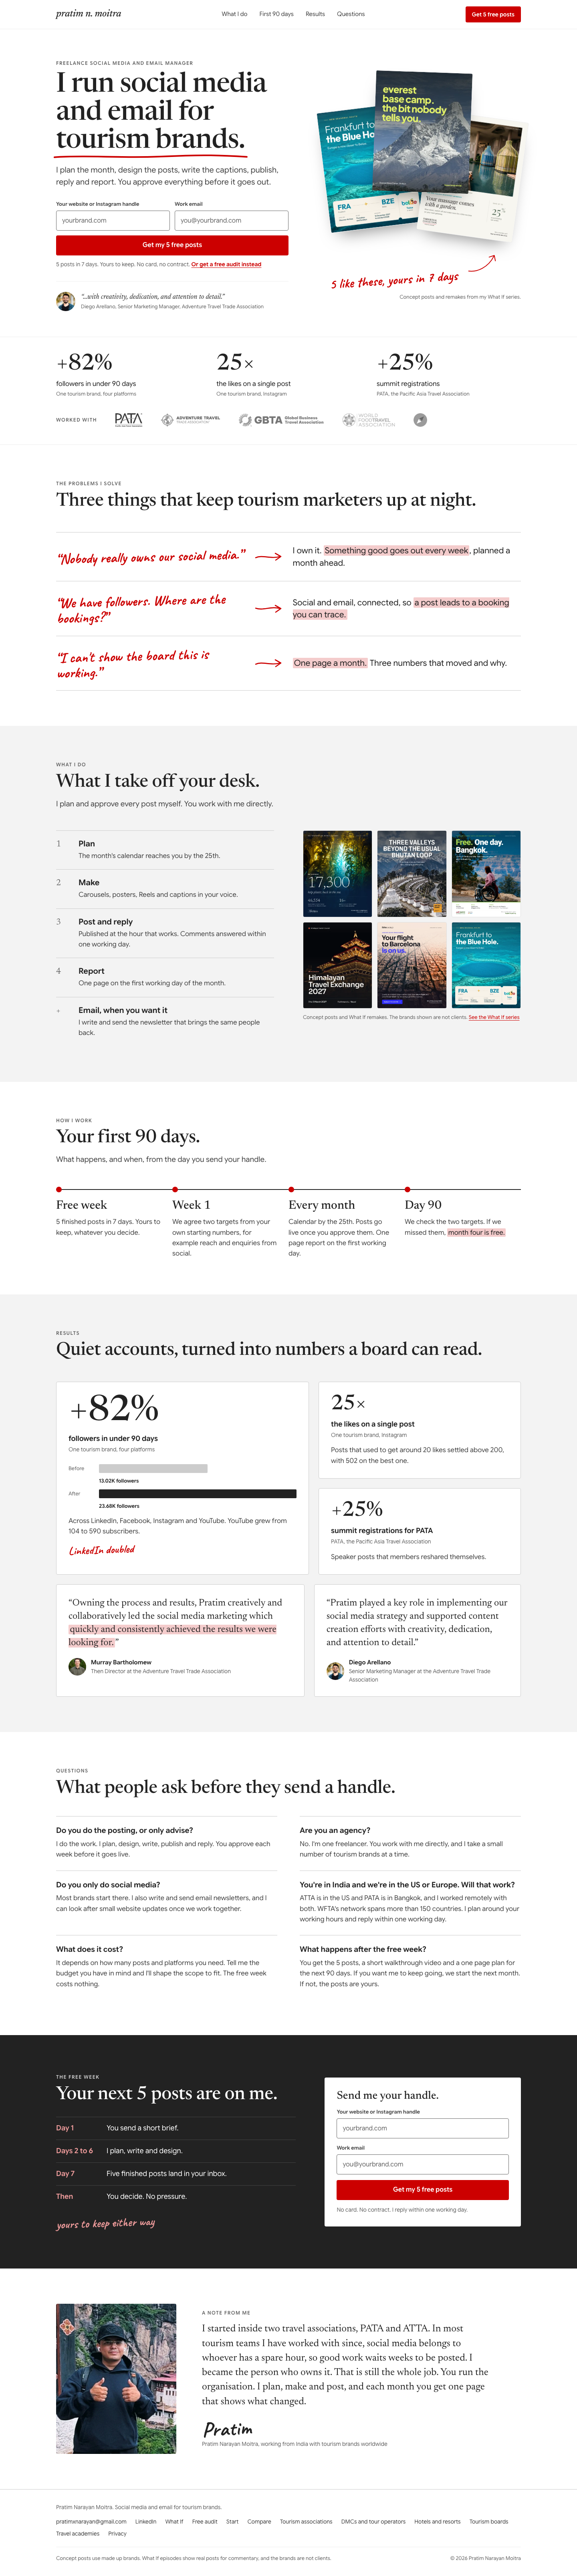 pratim n. moitra
What I do
First 90 days
Results
Questions
Get 5 free posts
FREELANCE SOCIAL MEDIA AND EMAIL MANAGER
I run social media
and email for
tourism brands.
I plan the month, design the posts, write the captions, publish,
reply and report. You approve everything before it goes out.
Your website or Instagram handle
Work email
yourbrand.com
you@yourbrand.com
Get my 5 free posts
5 posts in 7 days. Yours to keep. No card, no contract. Or get a free audit instead
"...with creativity, dedication, and attention to detail."
Diego Arellano, Senior Marketing Manager, Adventure Travel Trade Association
everest
base camp.
the bit nobody
tells you.
Frankfurt to
the Blue Ho
FRA
BZE
Your massage comes
with a garden.
25
5 like these, yours in 7 days
Concept posts and remakes from my What If series.
+82%
followers in under 90 days
One tourism brand, four platforms
25×
the likes on a single post
One tourism brand, Instagram
+25%
summit registrations
PATA, the Pacific Asia Travel Association
WORKED WITH
PATA
ADVENTURE TRAVEL
TRADE ASSOCIATION
GBTA Global Business
Travel Association
WORLD
FOOD TRAVEL
ASSOCIATION
THE PROBLEMS I SOLVE
Three things that keep tourism marketers up at night.
"Nobody really owns our social media."
I own it. Something good goes out every week, planned a
month ahead.
"We have followers. Where are the
bookings?"
Social and email, connected, so a post leads to a booking
you can trace.
"I can't show the board this is
working."
One page a month. Three numbers that moved and why.
WHAT I DO
What I take off your desk.
I plan and approve every post myself. You work with me directly.
1
Plan
The month's calendar reaches you by the 25th.
2
Make
Carousels, posters, Reels and captions in your voice.
3
Post and reply
Published at the hour that works. Comments answered within
one working day.
4
Report
One page on the first working day of the month.
+
Email, when you want it
I write and send the newsletter that brings the same people
back.
17,300
THREE VALLEYS
BEYOND THE USUAL
BHUTAN LOOP
Free. One day.
Bangkok.
Himalayan
Travel Exchange
2027
Your flight
to Barcelona
is on us.
Frankfurt to
the Blue Hole.
FRA
BZE
Concept posts and What If remakes. The brands shown are not clients. See the What If series
HOW I WORK
Your first 90 days.
What happens, and when, from the day you send your handle.
Free week
5 finished posts in 7 days. Yours to
keep, whatever you decide.
Week 1
We agree two targets from your
own starting numbers, for
example reach and enquiries from
social.
Every month
Calendar by the 25th. Posts go
live once you approve them. One
page report on the first working
day.
Day 90
We check the two targets. If we
missed them, month four is free.
RESULTS
Quiet accounts, turned into numbers a board can read.
+82%
followers in under 90 days
One tourism brand, four platforms
Before
13.02K followers
After
23.68K followers
Across LinkedIn, Facebook, Instagram and YouTube. YouTube grew from
104 to 590 subscribers.
LinkedIn doubled
25×
the likes on a single post
One tourism brand, Instagram
Posts that used to get around 20 likes settled above 200,
with 502 on the best one.
+25%
summit registrations for PATA
PATA, the Pacific Asia Travel Association
Speaker posts that members reshared themselves.
"Owning the process and results, Pratim creatively and
collaboratively led the social media marketing which
quickly and consistently achieved the results we were
looking for."
Murray Bartholomew
Then Director at the Adventure Travel Trade Association
"Pratim played a key role in implementing our
social media strategy and supported content
creation efforts with creativity, dedication,
and attention to detail."
Diego Arellano
Senior Marketing Manager at the Adventure Travel Trade
Association
QUESTIONS
What people ask before they send a handle.
Do you do the posting, or only advise?
I do the work. I plan, design, write, publish and reply. You approve each
week before it goes live.
Are you an agency?
No. I'm one freelancer. You work with me directly, and I take a small
number of tourism brands at a time.
Do you only do social media?
Most brands start there. I also write and send email newsletters, and I
can look after small website updates once we work together.
You're in India and we're in the US or Europe. Will that work?
ATTA is in the US and PATA is in Bangkok, and I worked remotely with
both. WFTA's network spans more than 150 countries. I plan around your
working hours and reply within one working day.
What does it cost?
It depends on how many posts and platforms you need. Tell me the
budget you have in mind and I'll shape the scope to fit. The free week
costs nothing.
What happens after the free week?
You get the 5 posts, a short walkthrough video and a one page plan for
the next 90 days. If you want me to keep going, we start the next month.
If not, the posts are yours.
THE FREE WEEK
Your next 5 posts are on me.
Day 1
You send a short brief.
Days 2 to 6
I plan, write and design.
Day 7
Five finished posts land in your inbox.
Then
You decide. No pressure.
yours to keep either way
Send me your handle.
Your website or Instagram handle
yourbrand.com
Work email
you@yourbrand.com
Get my 5 free posts
No card. No contract. I reply within one working day.
A NOTE FROM ME
I started inside two travel associations, PATA and ATTA. In most
tourism teams I have worked with since, social media belongs to
whoever has a spare hour, so good work waits weeks to be posted. I
became the person who owns it. That is still the whole job. You run the
organisation. I plan, make and post, and each month you get one page
that shows what changed.
Pratim
Pratim Narayan Moitra, working from India with tourism brands worldwide
Pratim Narayan Moitra. Social media and email for tourism brands.
pratimxnarayan@gmail.com
LinkedIn
What If
Free audit
Start
Compare
Tourism associations
DMCs and tour operators
Hotels and resorts
Tourism boards
Travel academies
Privacy
Concept posts use made up brands. What If episodes show real posts for commentary, and the brands are not clients.
© 2026 Pratim Narayan Moitra